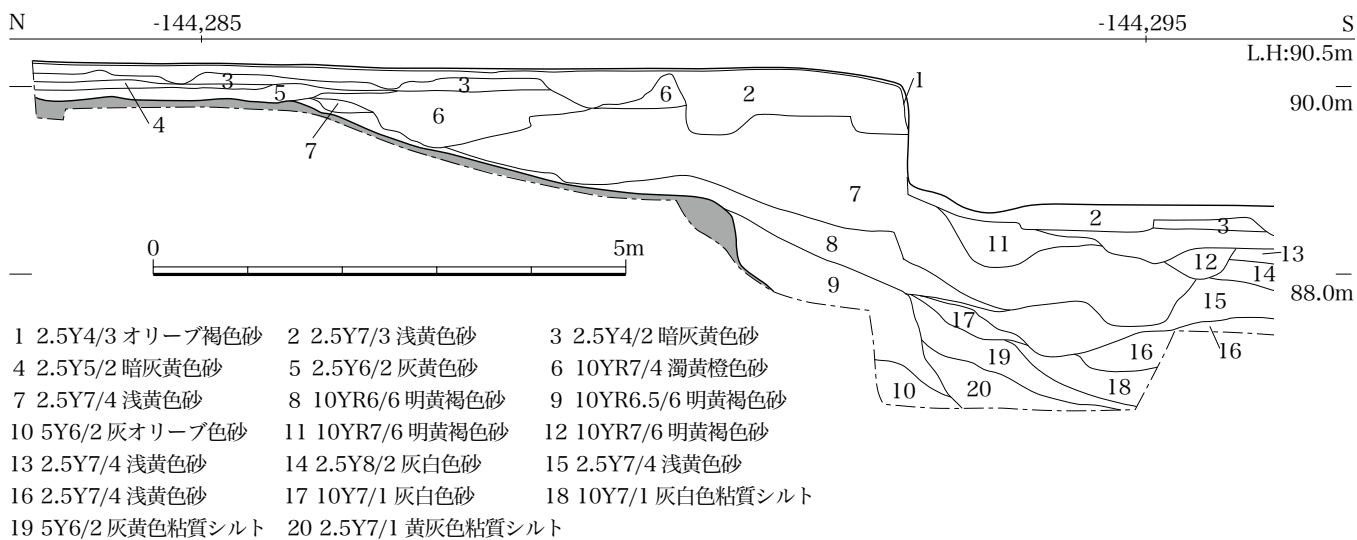 N -144,285 -144,295 S
L.H:90.5m
90.0m
88.0m
3 3 6 2 1
4 5 7 6
7 2 3
8 11 12 13
14
9 15
17 16 16
19 18
10 20
0 5m
1 2.5Y4/3 オリーブ褐色砂 2 2.5Y7/3 浅黄色砂 3 2.5Y4/2 暗灰黄色砂
4 2.5Y5/2 暗灰黄色砂 5 2.5Y6/2 灰黄色砂 6 10YR7/4 濁黄橙色砂
7 2.5Y7/4 浅黄色砂 8 10YR6/6 明黄褐色砂 9 10YR6.5/6 明黄褐色砂
10 5Y6/2 灰オリーブ色砂 11 10YR7/6 明黄褐色砂 12 10YR7/6 明黄褐色砂
13 2.5Y7/4 浅黄色砂 14 2.5Y8/2 灰白色砂 15 2.5Y7/4 浅黄色砂
16 2.5Y7/4 浅黄色砂 17 10Y7/1 灰白色砂 18 10Y7/1 灰白色粘質シルト
19 5Y6/2 灰黄色粘質シルト 20 2.5Y7/1 黄灰色粘質シルト